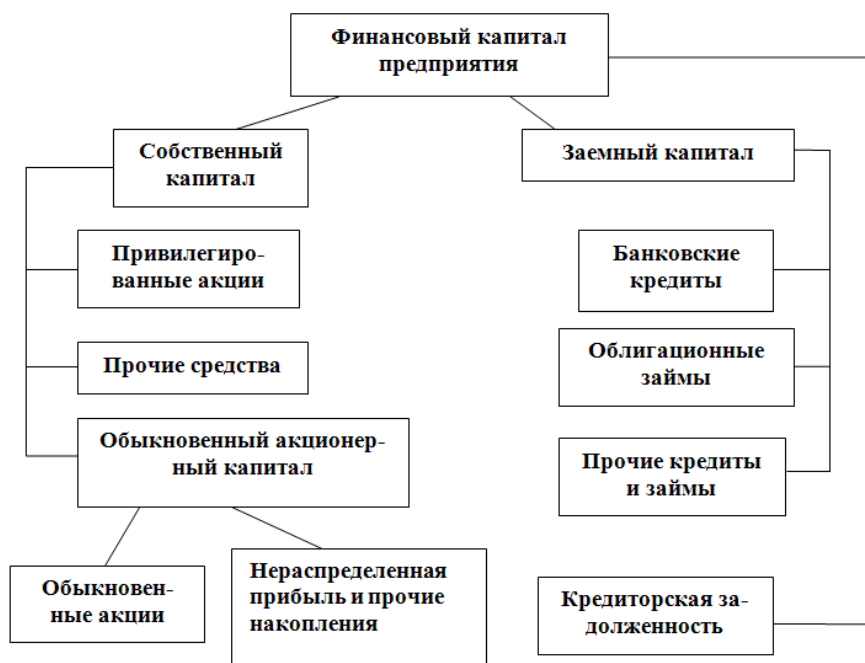 Финансовый капитал
предприятия
Собственный
капитал
Заемный капитал
Привилегиро-
ванные акции
Банковские
кредиты
Прочие средства
Облигационные
займы
Обыкновенный акционер-
ный капитал
Прочие кредиты
и займы
Обыкновен-
ные акции
Нераспределенная
прибыль и прочие
накопления
Кредиторская за-
долженность